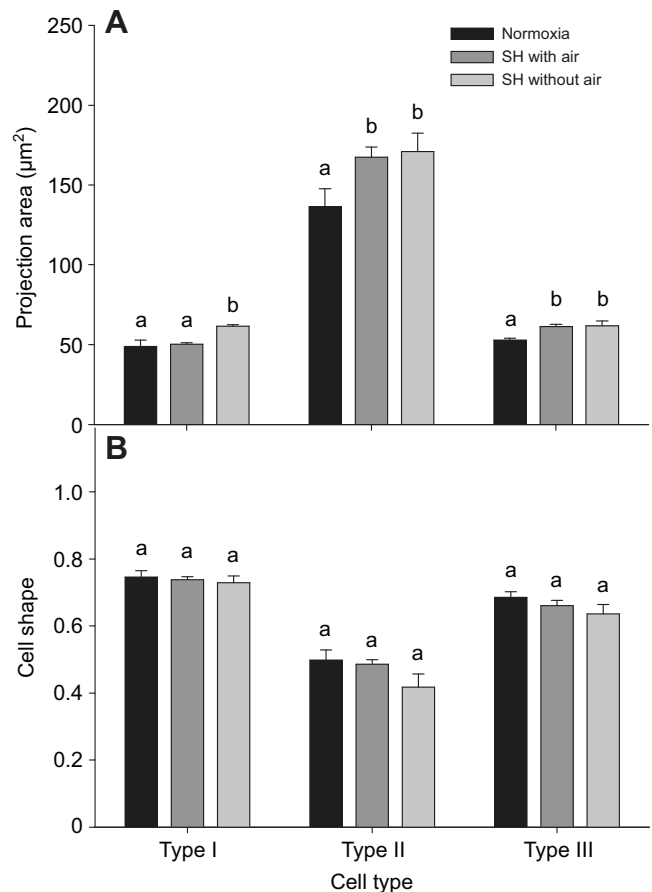 A
Normoxia
SH with air
SH without air
Projection area (µm²)
250
200
150
100
50
0
a a b
a b b
a b b
B
Cell shape
1.0
0.8
0.6
0.4
0.2
0
a a a
a a a
a a a
Type I Type II Type III
Cell type